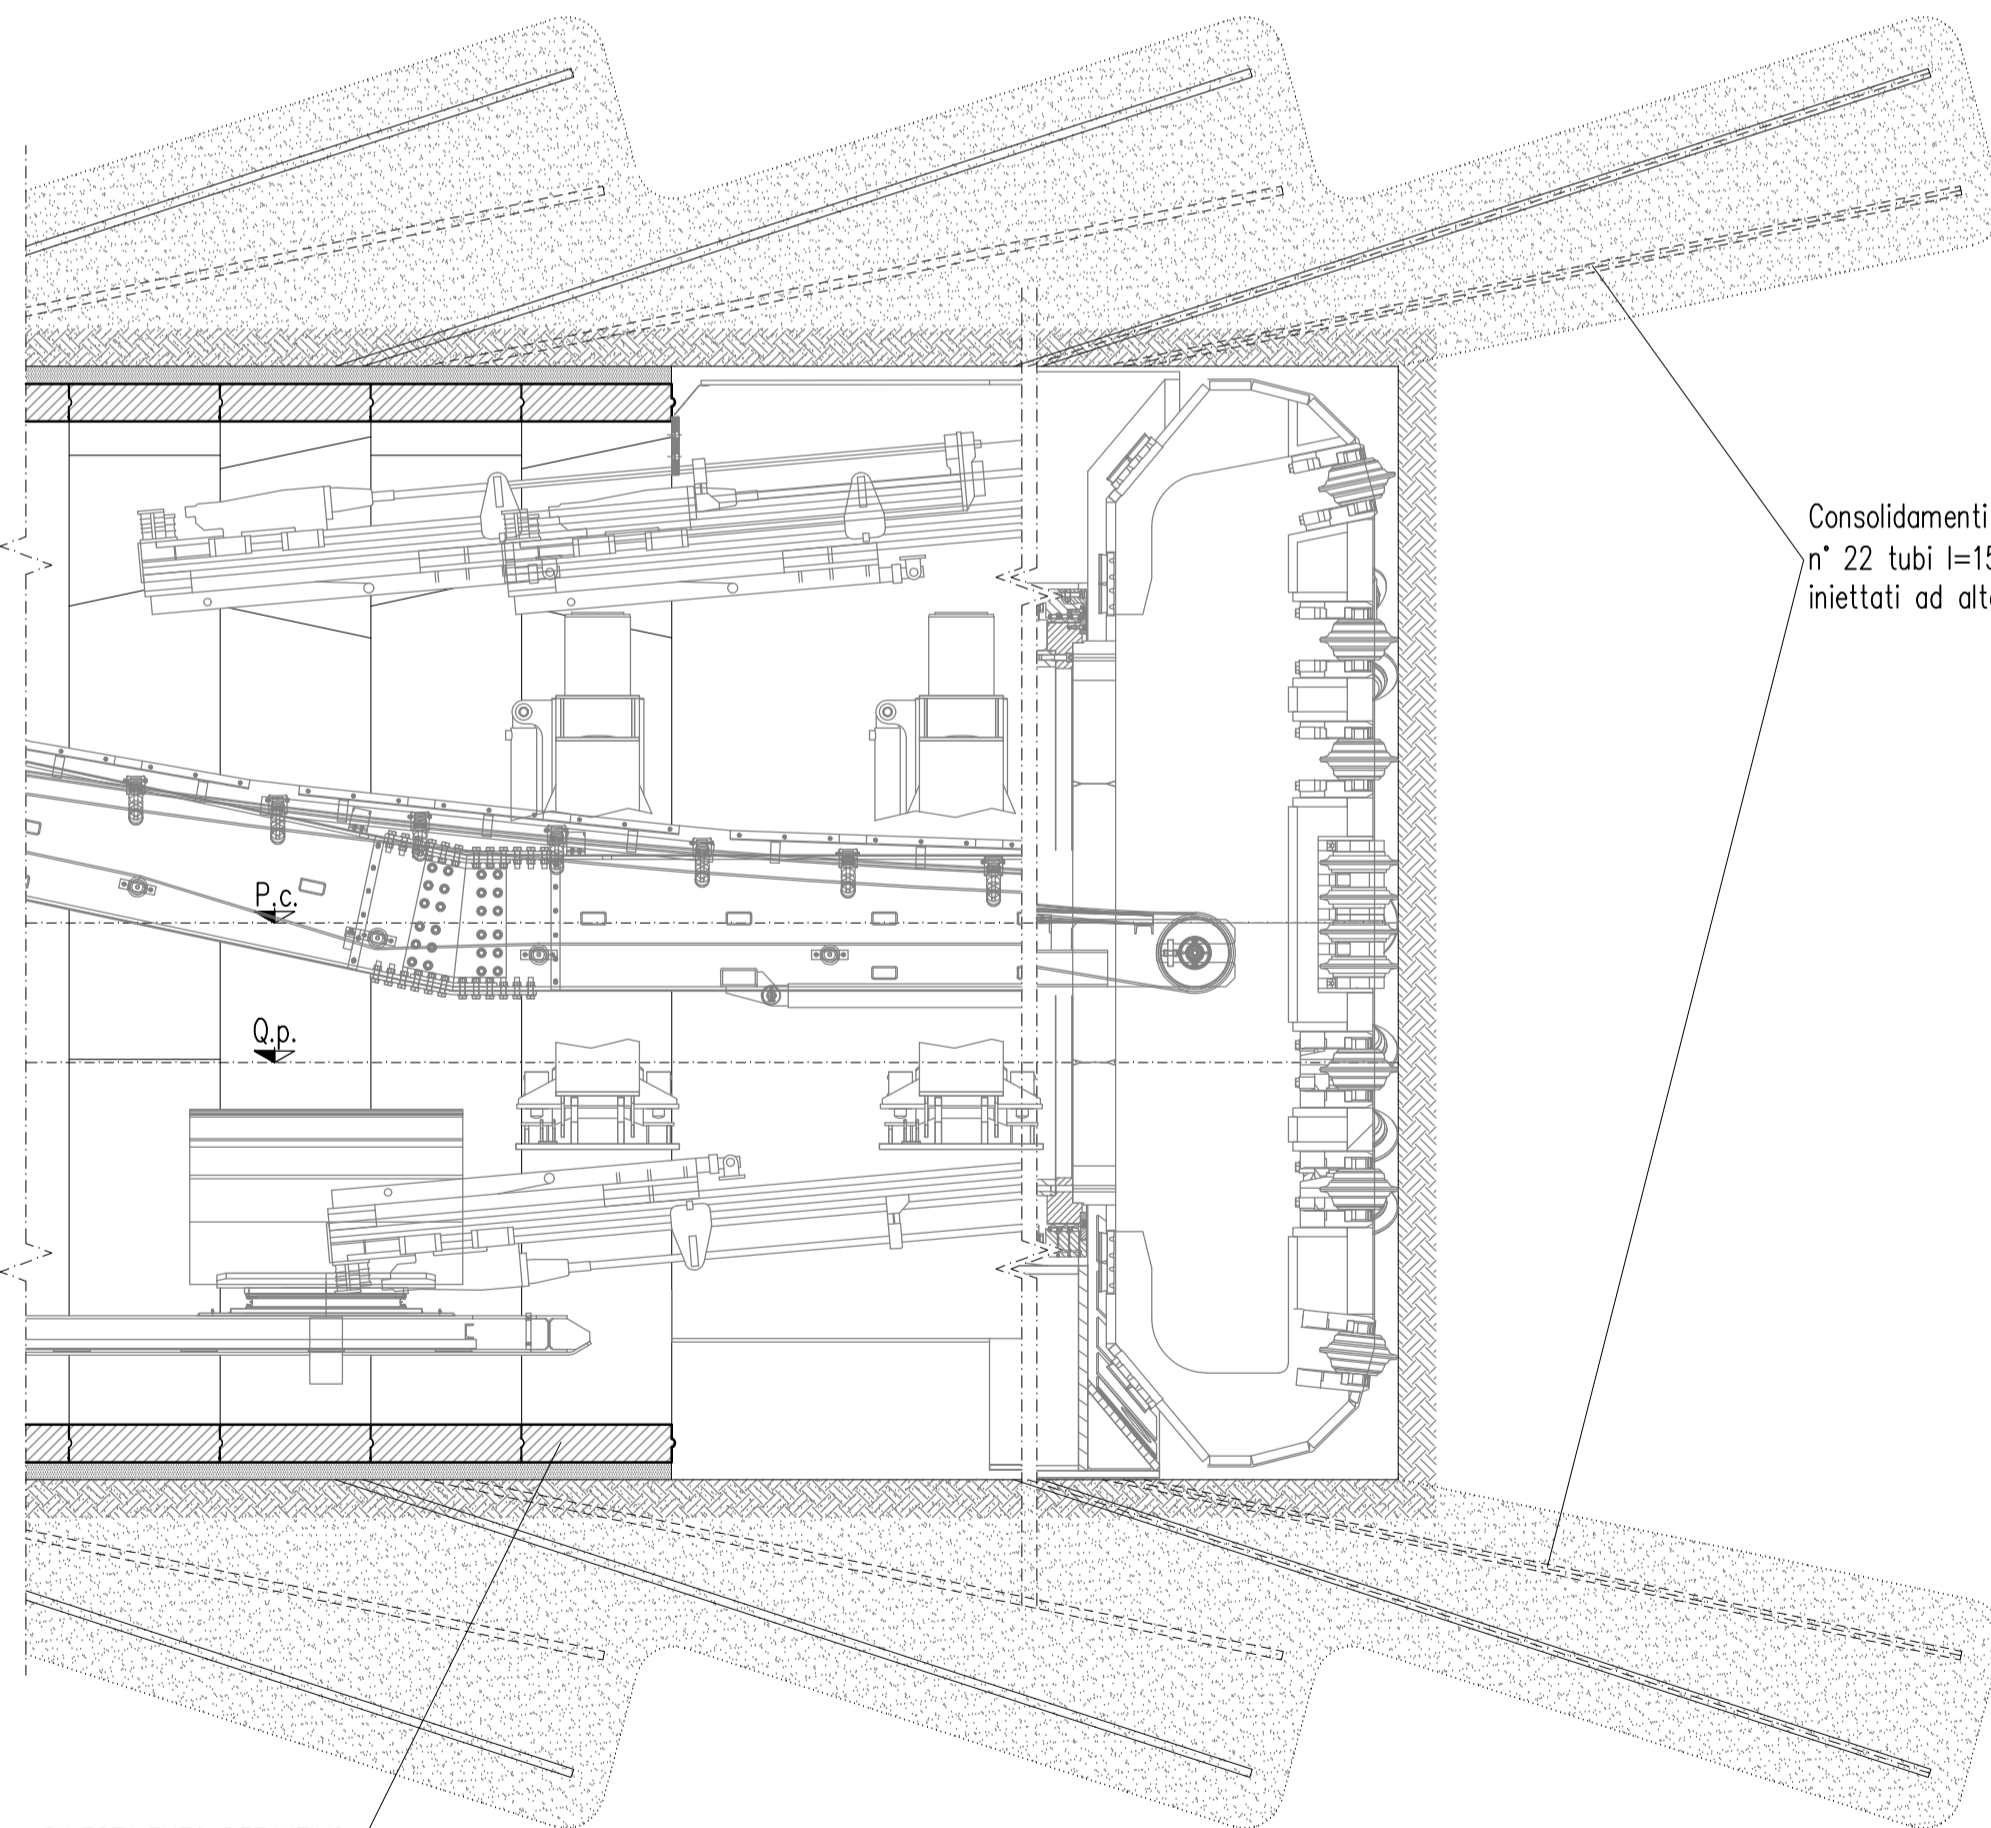 P.c.
Q.p.
Consolidamenti
n° 22 tubi l=15
iniettati ad alt